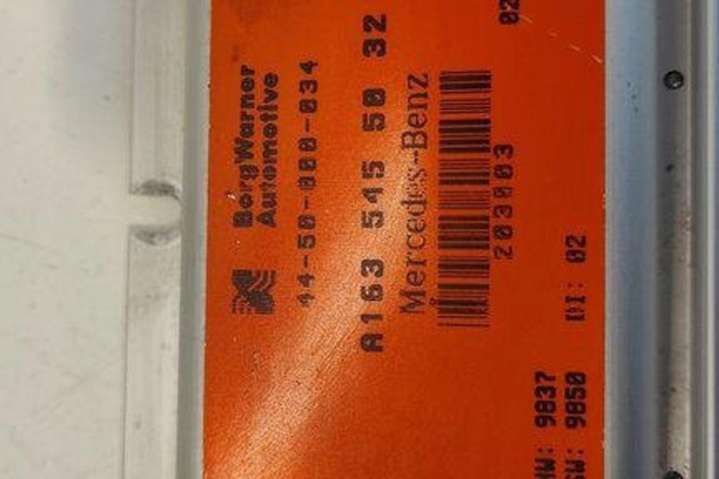 BorgWarner
Automotive
44-50-000-034
A163 545 50 32
Mercedes-Benz
203003
02
DI: 02
HW: 9837
SW: 9850